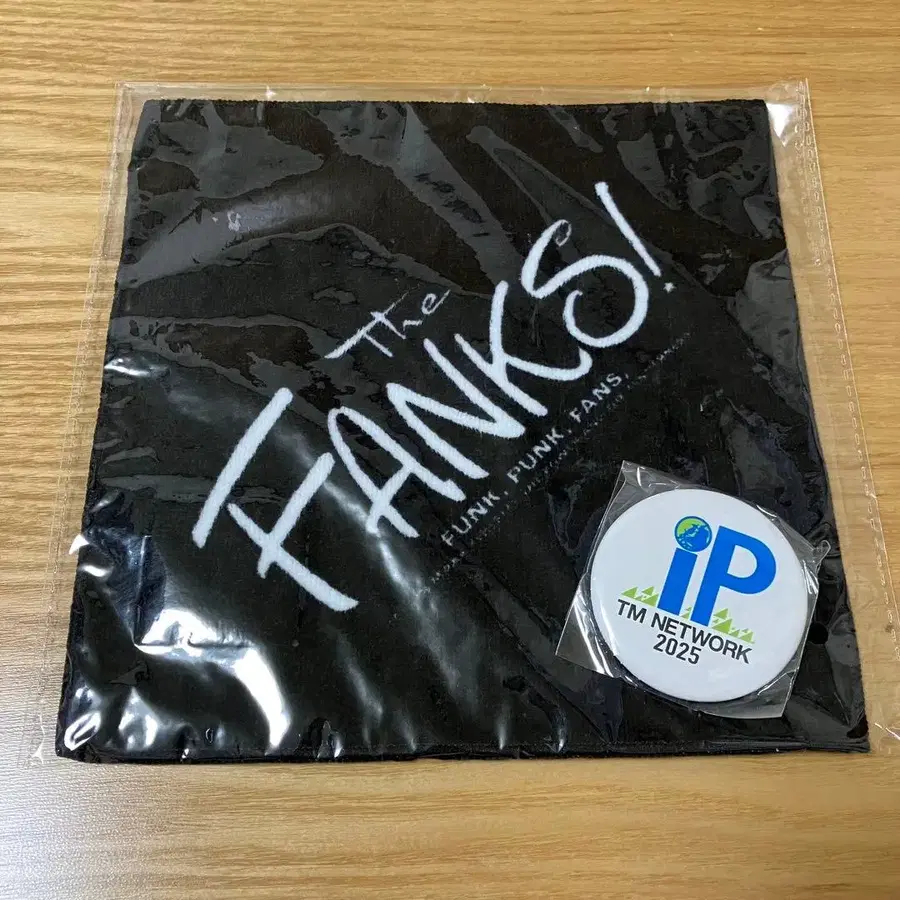 The
FANKS!
FUNK. PUNK. FANS.
iP
TM NETWORK
2025